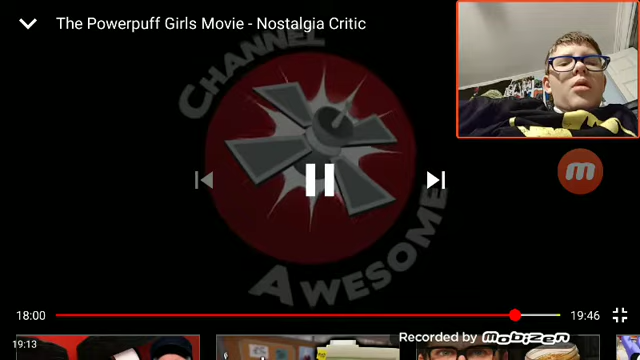 The Powerpuff Girls Movie - Nostalgia Critic
CHANNEL
AWESOME
m
18:00
19:46
19:13
Recorded by MOBIZEN